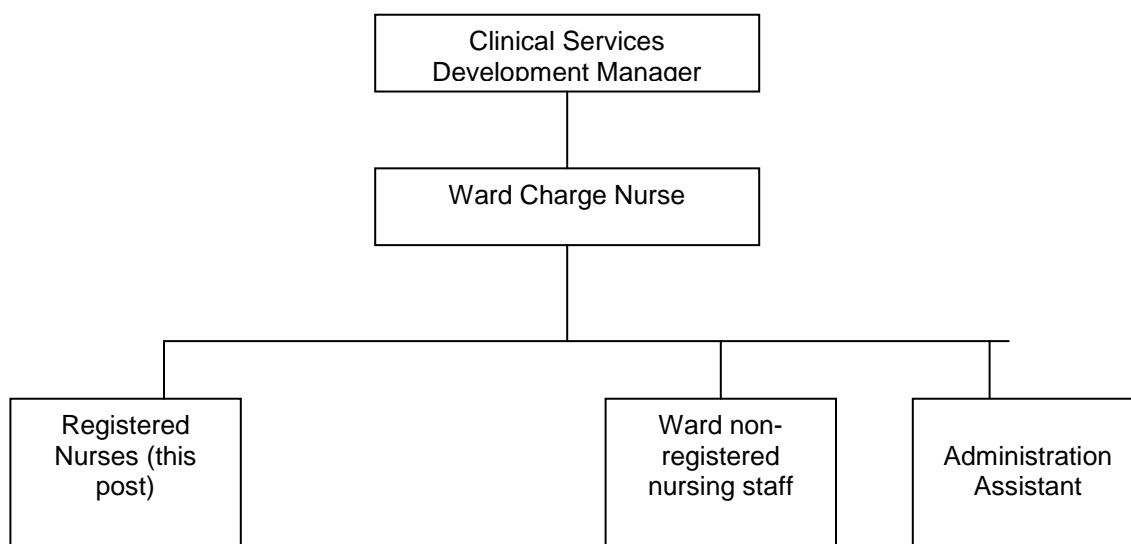 Clinical Services
Development Manager
Ward Charge Nurse
Registered
Nurses (this
post)
Ward non-
registered
nursing staff
Administration
Assistant